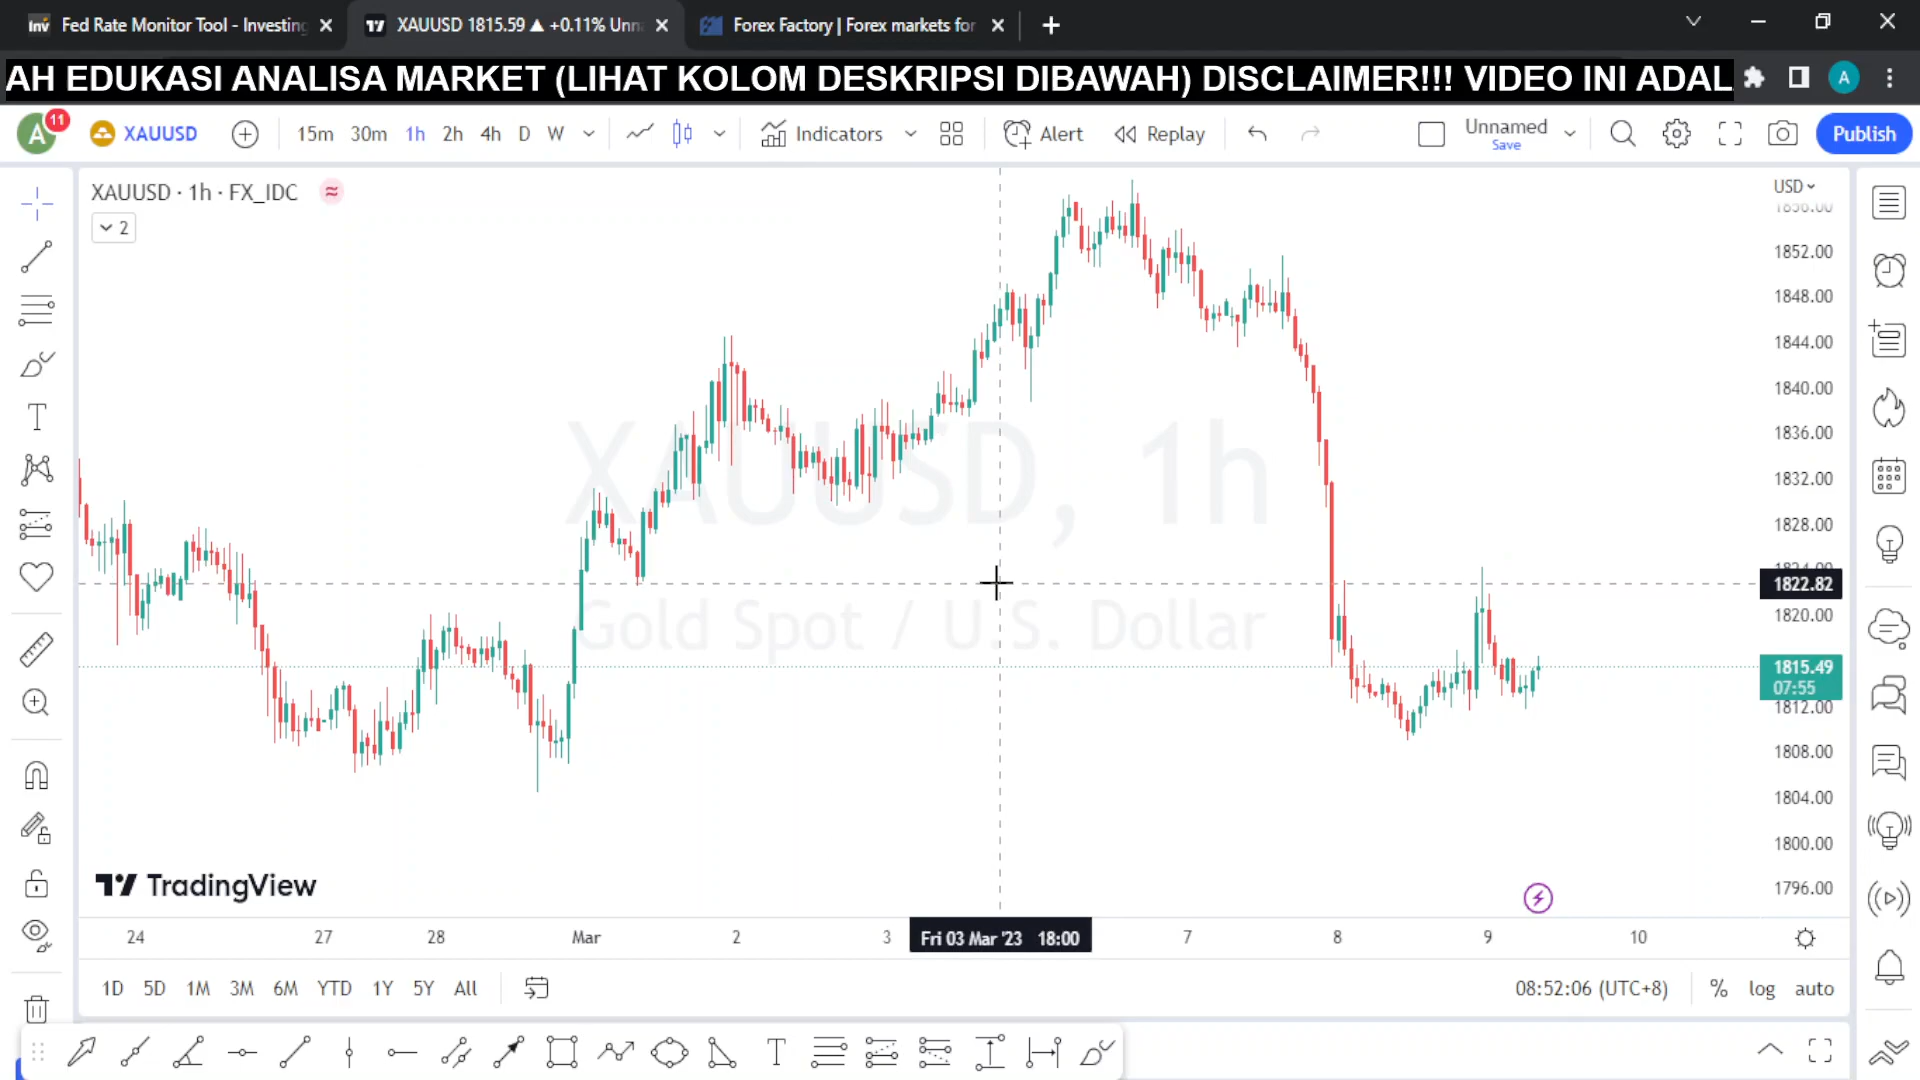 Fed Rate Monitor Tool - Investing
XAUUSD 1815.59 ▲ +0.11% Unn
Forex Factory | Forex markets for
AH EDUKASI ANALISA MARKET (LIHAT KOLOM DESKRIPSI DIBAWAH) DISCLAIMER!!! VIDEO INI ADAL
A
A 11
XAUUSD
15m 30m 1h 2h 4h D W
Indicators
Alert
Replay
Unnamed
Save
Publish
XAUUSD · 1h · FX_IDC
2
XAUUSD, 1h
Gold Spot / U.S. Dollar
USD
1856.00
1852.00
1848.00
1844.00
1840.00
1836.00
1832.00
1828.00
1824.00
1822.82
1820.00
1815.49
07:55
1812.00
1808.00
1804.00
1800.00
1796.00
TradingView
24 27 28 Mar 2 3 Fri 03 Mar '23 18:00 7 8 9 10
1D 5D 1M 3M 6M YTD 1Y 5Y All
08:52:06 (UTC+8) % log auto